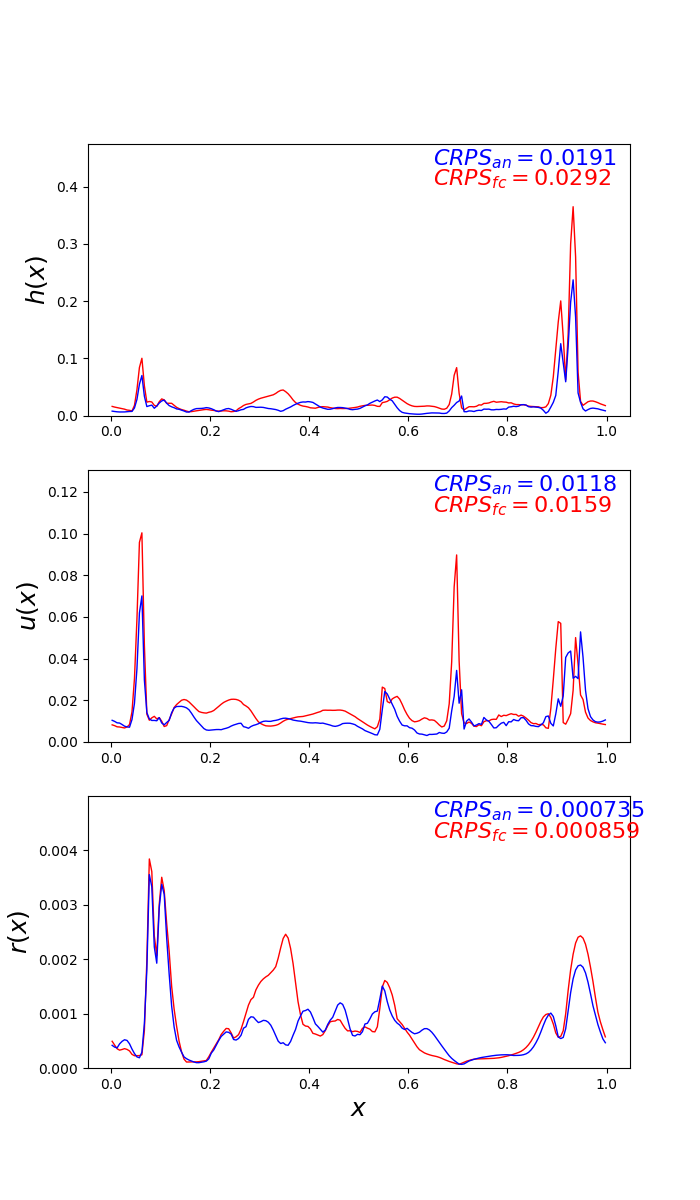 CRPS_an = 0.0191
CRPS_fc = 0.0292
h(x)
0.4
0.3
0.2
0.1
0.0
0.0 0.2 0.4 0.6 0.8 1.0
CRPS_an = 0.0118
CRPS_fc = 0.0159
u(x)
0.12
0.10
0.08
0.06
0.04
0.02
0.00
0.0 0.2 0.4 0.6 0.8 1.0
CRPS_an = 0.000735
CRPS_fc = 0.000859
r(x)
0.004
0.003
0.002
0.001
0.000
0.0 0.2 0.4 0.6 0.8 1.0
x